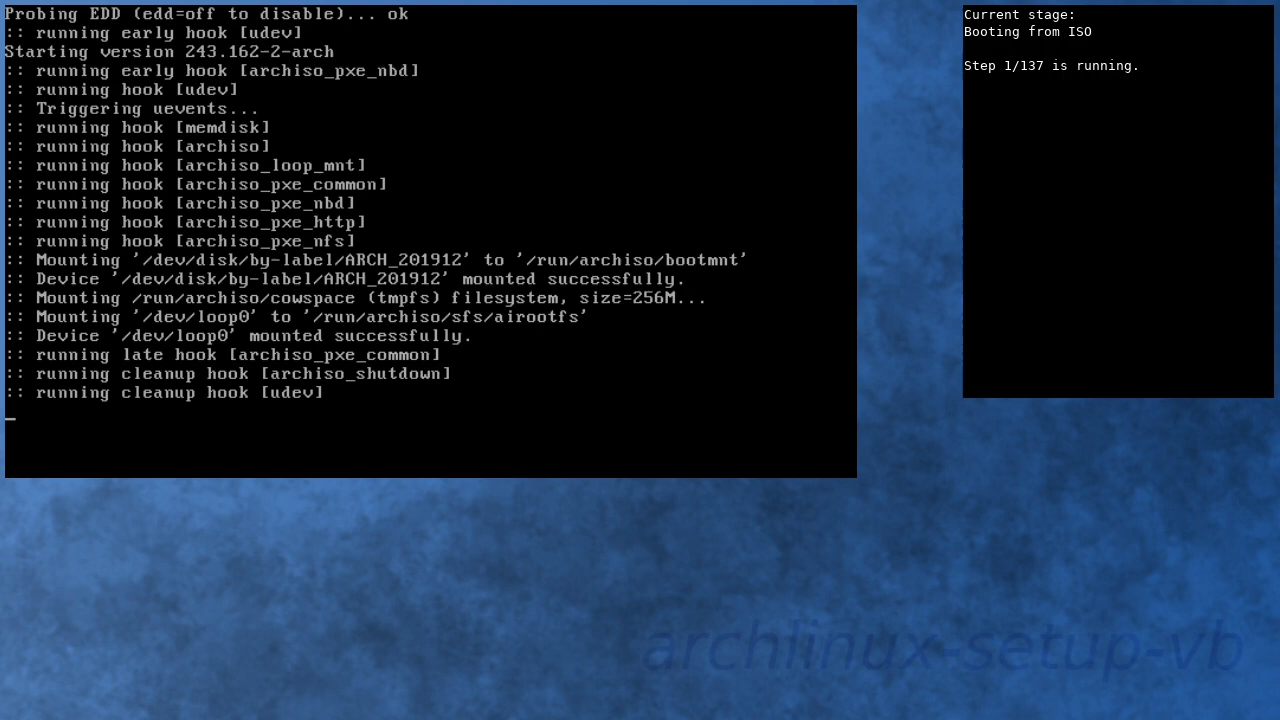 Probing EDD (edd=off to disable)... ok
:: running early hook [udev]
Starting version 243.162-2-arch
:: running early hook [archiso_pxe_nbd]
:: running hook [udev]
:: Triggering uevents...
:: running hook [memdisk]
:: running hook [archiso]
:: running hook [archiso_loop_mnt]
:: running hook [archiso_pxe_common]
:: running hook [archiso_pxe_nbd]
:: running hook [archiso_pxe_http]
:: running hook [archiso_pxe_nfs]
:: Mounting '/dev/disk/by-label/ARCH_201912' to '/run/archiso/bootmnt'
:: Device '/dev/disk/by-label/ARCH_201912' mounted successfully.
:: Mounting /run/archiso/cowspace (tmpfs) filesystem, size=256M...
:: Mounting '/dev/loop0' to '/run/archiso/sfs/airootfs'
:: Device '/dev/loop0' mounted successfully.
:: running late hook [archiso_pxe_common]
:: running cleanup hook [archiso_shutdown]
:: running cleanup hook [udev]
_
Current stage:
Booting from ISO
Step 1/137 is running.
archlinux-setup-vb